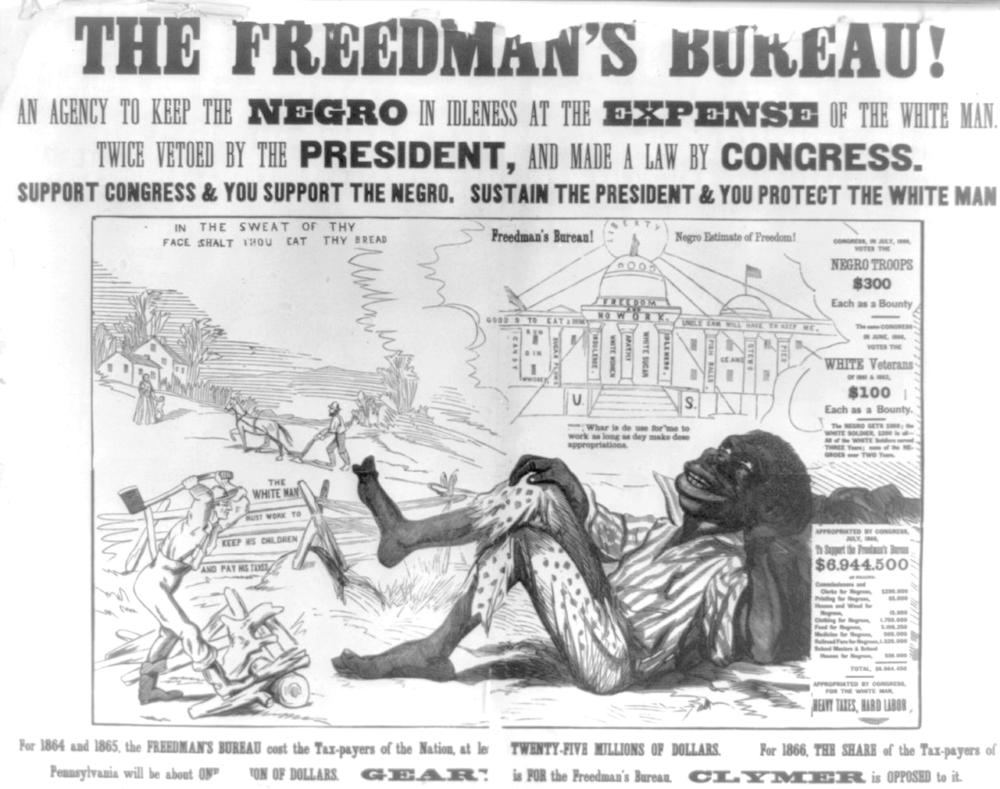 THE FREEDMAN'S BUREAU!
AN AGENCY TO KEEP THE NEGRO IN IDLENESS AT THE EXPENSE OF THE WHITE MAN.
TWICE VETOED BY THE PRESIDENT, AND MADE A LAW BY CONGRESS.
SUPPORT CONGRESS & YOU SUPPORT THE NEGRO. SUSTAIN THE PRESIDENT & YOU PROTECT THE WHITE MAN
IN THE SWEAT OF THY
FACE SHALT THOU EAT THY BREAD
THE
WHITE MAN
MUST WORK TO
KEEP HIS CHILDREN
AND PAY HIS TAXES
Freedman's Bureau!
LIBERTY
Negro Estimate of Freedom!
FREEDOM
AND
NO WORK.
GOOD S TO EAT & DRINK
UNCLE SAM WILL HAVE TO KEEP ME.
CANDY
RUM
GIN
WHISKEY
SUGAR PLUMS
INDOLENCE.
WHITE WOMEN
APATHY
WHITE SUGAR
IDLENESS.
FISH BALLS.
CLAMS
STEWS
PIES
U. S.
Whar is de use for me to
work as long as dey make dese
appropriations.
CONGRESS, IN JULY, 1866,
VOTES THE
NEGRO TROOPS
$300
Each as a Bounty
The same CONGRESS
IN JUNE, 1866,
VOTES THE
WHITE Veterans
Of 1861 & 1862,
$100
Each as a Bounty.
The NEGRO GETS $300; the
WHITE SOLDIER, $200 in all—
All of the WHITE Soldiers served
THREE Years; none of the NE-
GROES over TWO Years.
APPROPRIATED BY CONGRESS,
JULY, 1866,
To Support the Freedman's Bureau
$6.944.500
AS FOLLOWS:
Commissioners and
Clerks for Negroes,
Printing for Negroes, 63.000
Houses and Wood for
Negroes, 15.900
Clothing for Negroes, 1.750.000
Food for Negroes, 3.106.250
Medicine for Negroes, 500.000
Railroad Fare for Negroes, 1.320.000
School Masters & School
Houses for Negroes,
TOTAL, $6.944.450
APPROPRIATED BY CONGRESS,
FOR THE WHITE MAN,
HEAVY TAXES, HARD LABOR.
For 1864 and 1865, the FREEDMAN'S BUREAU cost the Tax-payers of the Nation, at le TWENTY-FIVE MILLIONS OF DOLLARS. For 1866, THE SHARE of the Tax-payers of
Pennsylvania will be about ONE ION OF DOLLARS. GEARY is FOR the Freedman's Bureau. CLYMER is OPPOSED to it.